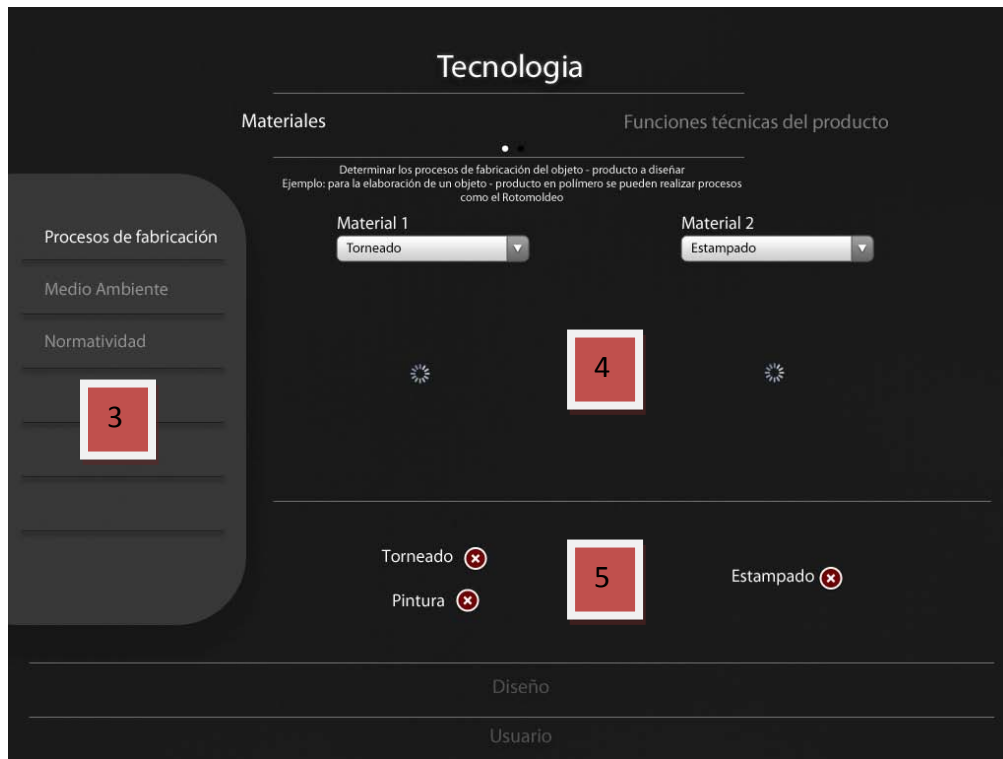 Tecnologia
Materiales
Funciones técnicas del producto
Determinar los procesos de fabricación del objeto - producto a diseñar
Ejemplo: para la elaboración de un objeto - producto en polímero se pueden realizar procesos
como el Rotomoldeo
Procesos de fabricación
Medio Ambiente
Normatividad
3
Material 1
Torneado
Material 2
Estampado
4
Torneado
Pintura
5
Estampado
Diseño
Usuario